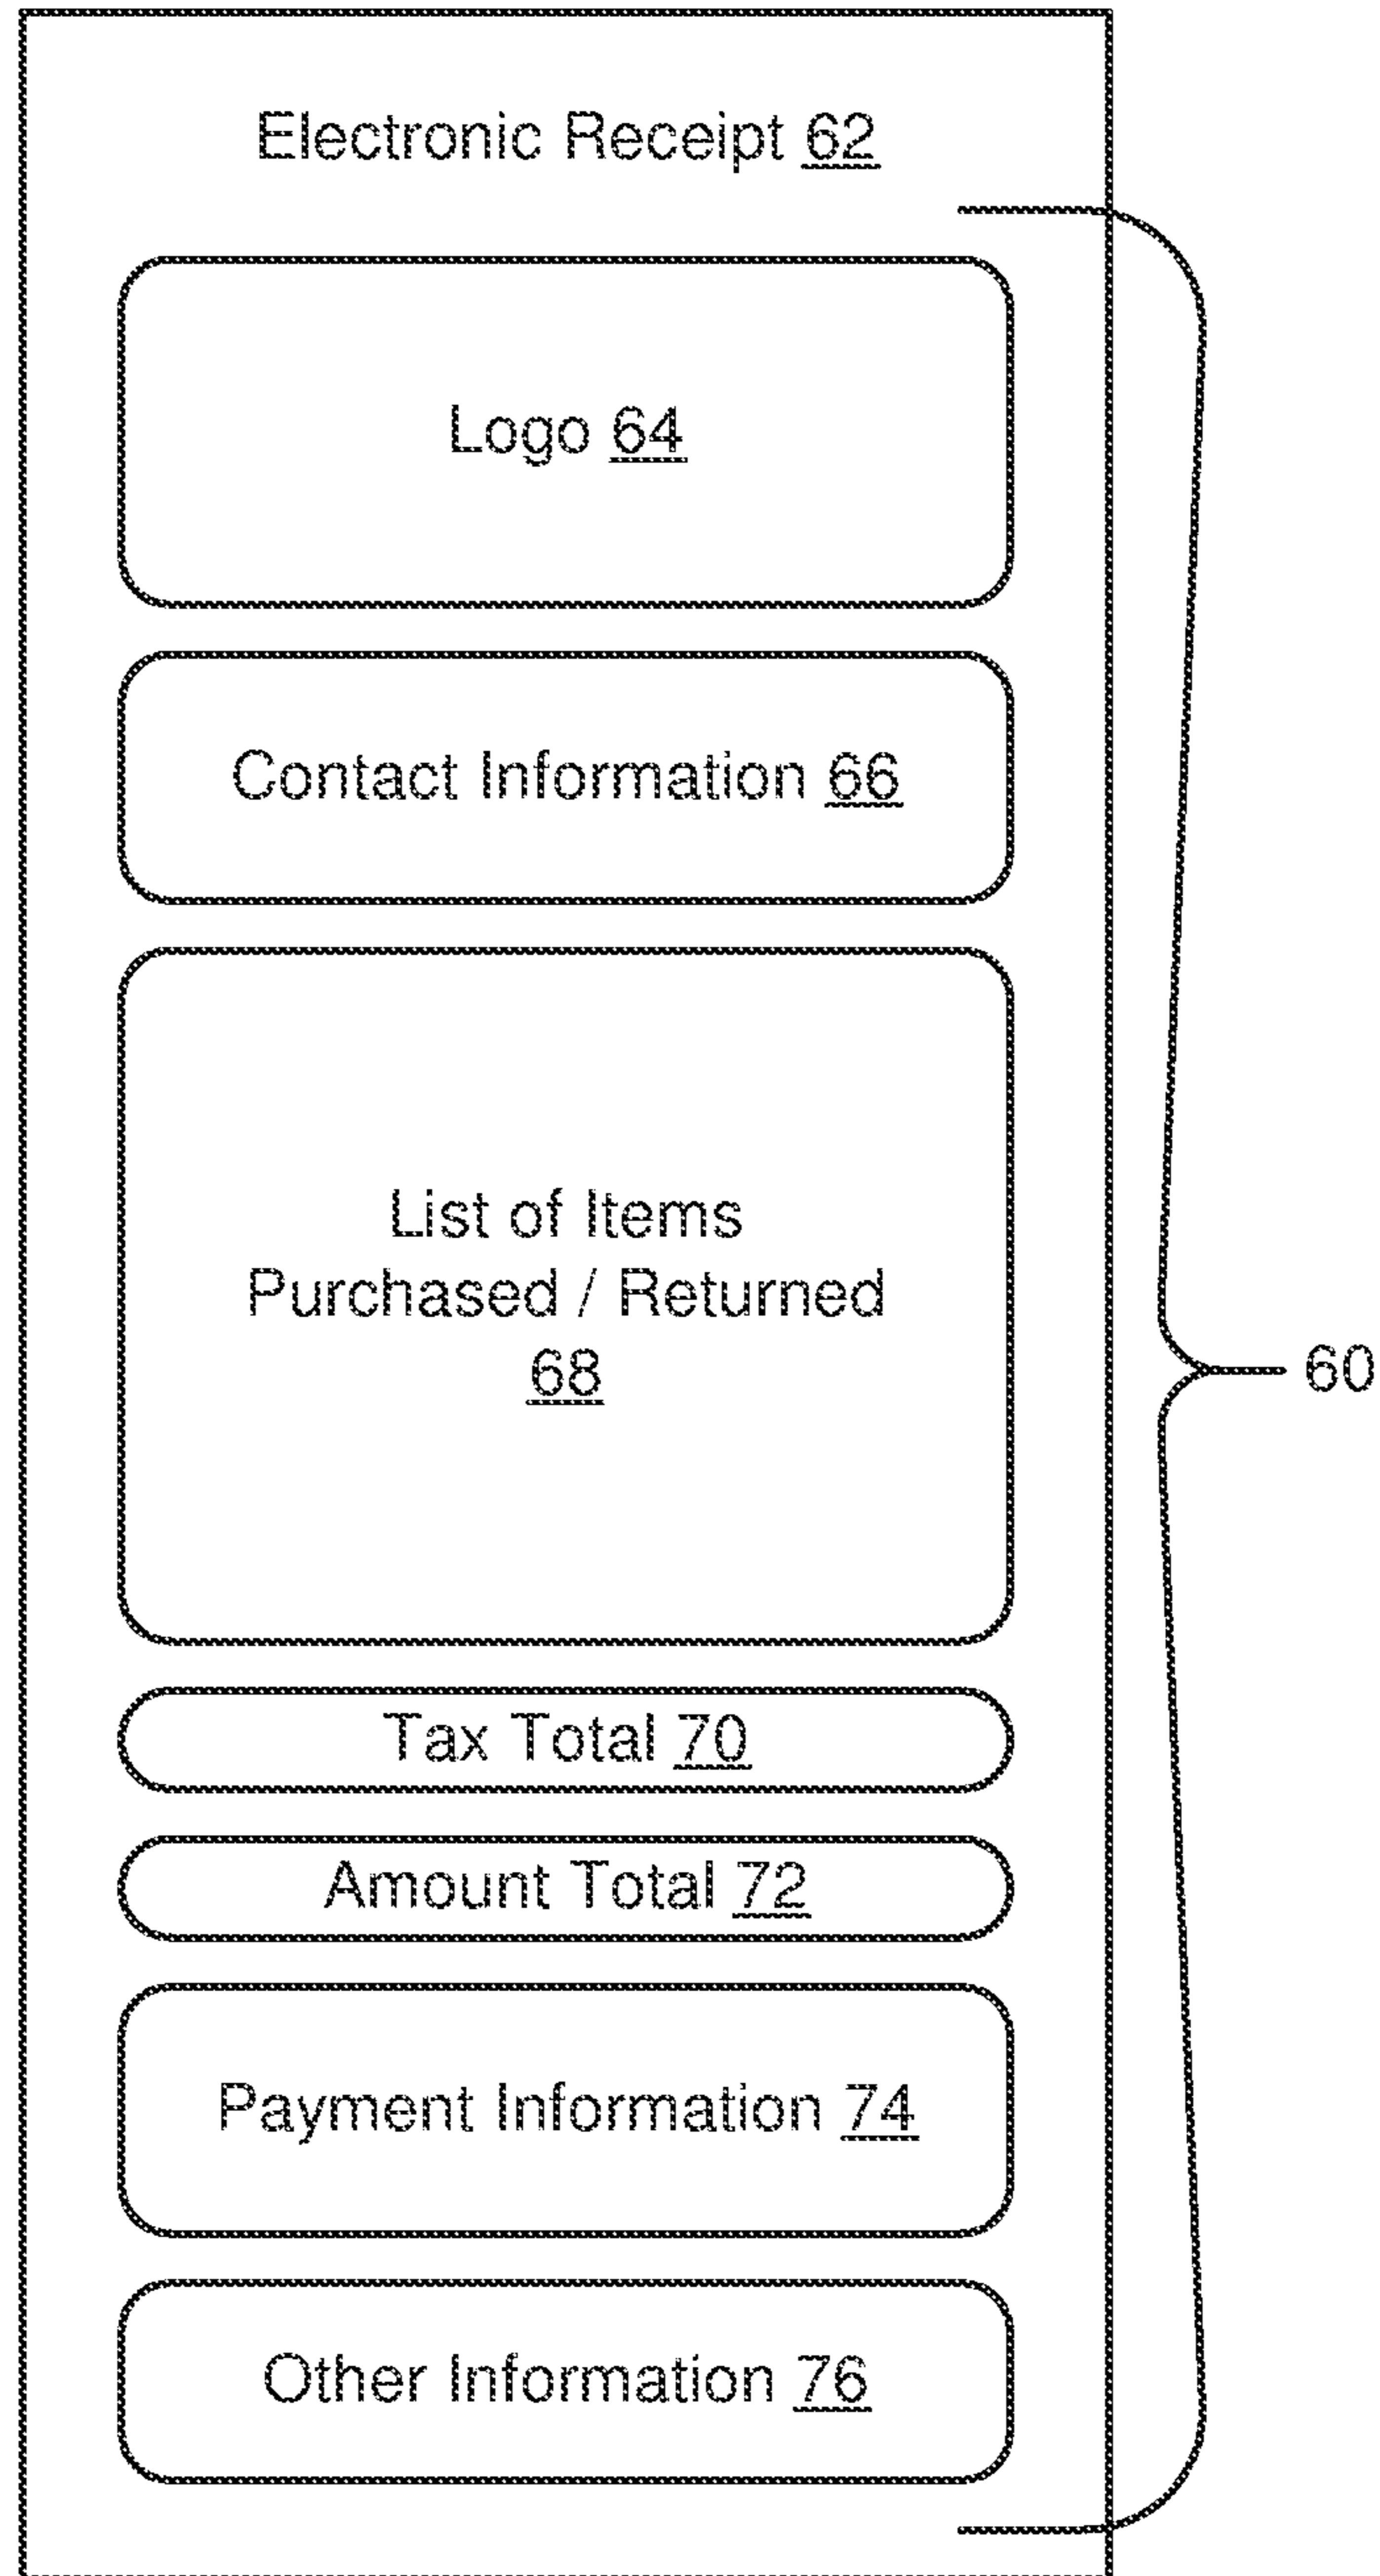 Electronic Receipt 62
Logo 64
Contact Information 66
List of Items
Purchased / Returned
68
60
Tax Total 70
Amount Total 72
Payment Information 74
Other Information 76